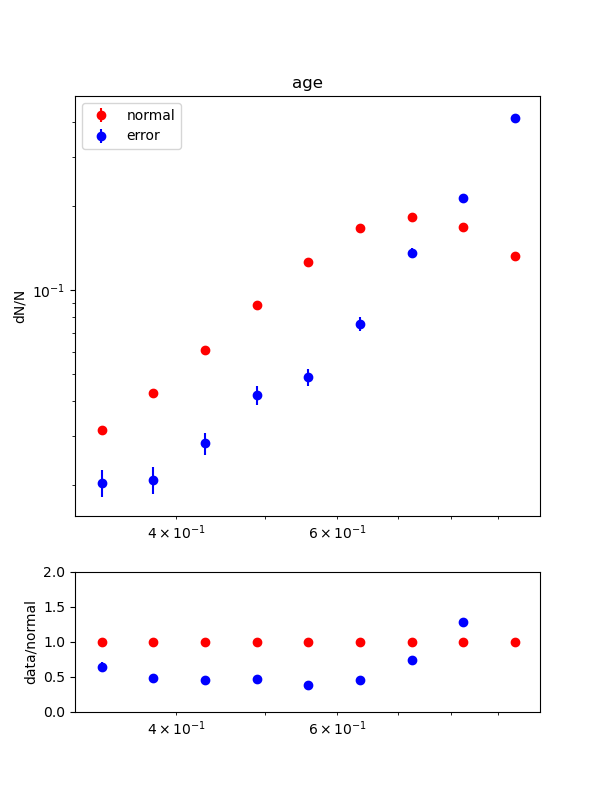 age
normal
error
dN/N
10⁻¹
4 × 10⁻¹
6 × 10⁻¹
data/normal
2.0
1.5
1.0
0.5
0.0
4 × 10⁻¹
6 × 10⁻¹